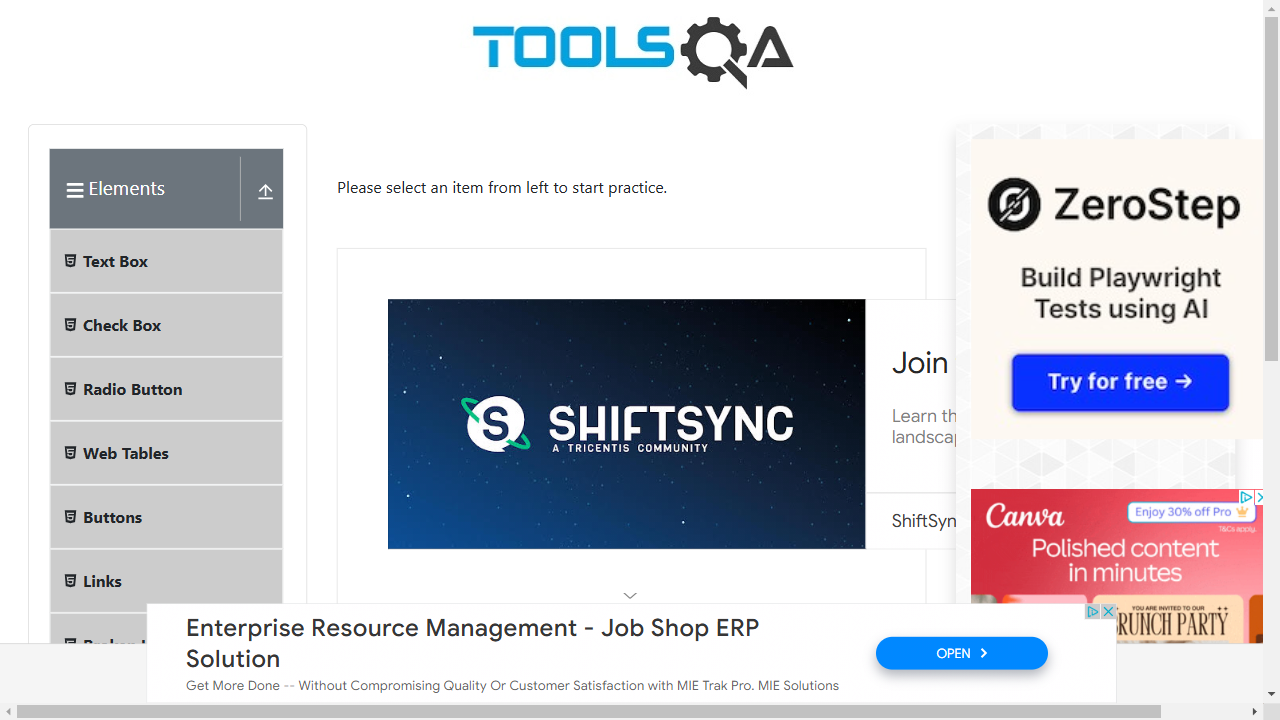 TOOLSQA
Elements
Text Box
Check Box
Radio Button
Web Tables
Buttons
Links
Please select an item from left to start practice.
SHIFTSYNC
A TRICENTIS COMMUNITY
Join
Learn th
landscap
ShiftSyn
ZeroStep
Build Playwright
Tests using AI
Try for free →
Canva
Enjoy 30% off Pro
T&Cs apply.
Polished content
in minutes
YOU ARE INVITED TO OUR
BRUNCH PARTY
Enterprise Resource Management - Job Shop ERP
Solution
Get More Done -- Without Compromising Quality Or Customer Satisfaction with MIE Trak Pro. MIE Solutions
OPEN